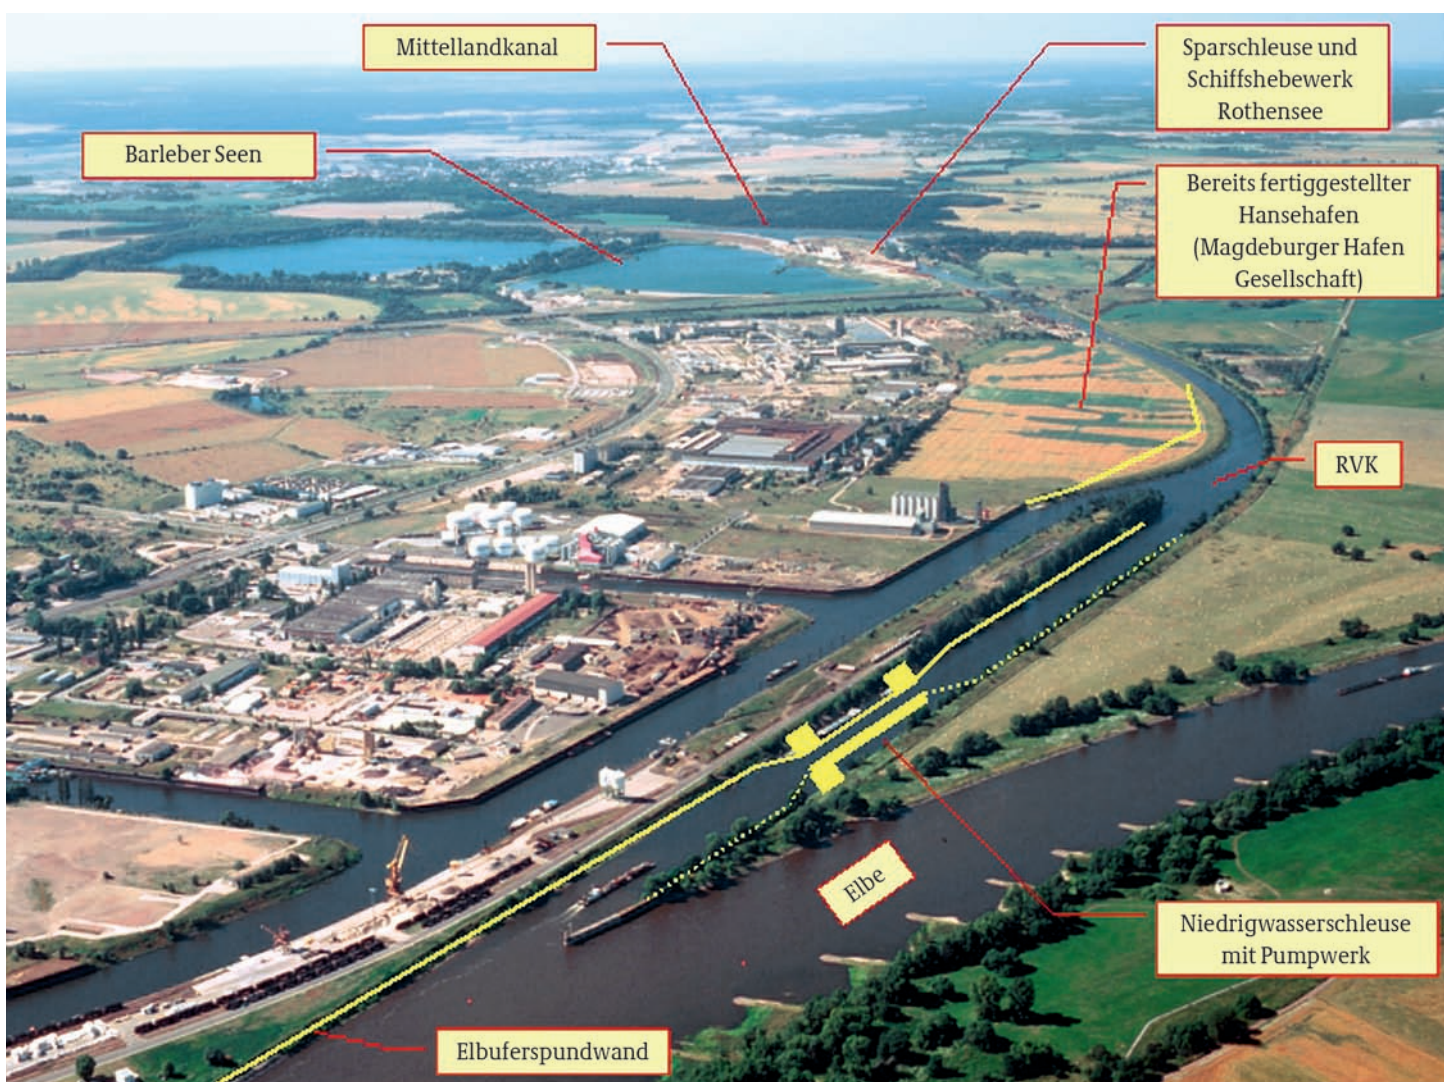 Mittellandkanal
Sparschleuse und
Schiffshebewerk
Rothensee
Barleber Seen
Bereits fertiggestellter
Hansehafen
(Magdeburger Hafen
Gesellschaft)
RVK
Elbe
Niedrigwasserschleuse
mit Pumpwerk
Elbuferspundwand